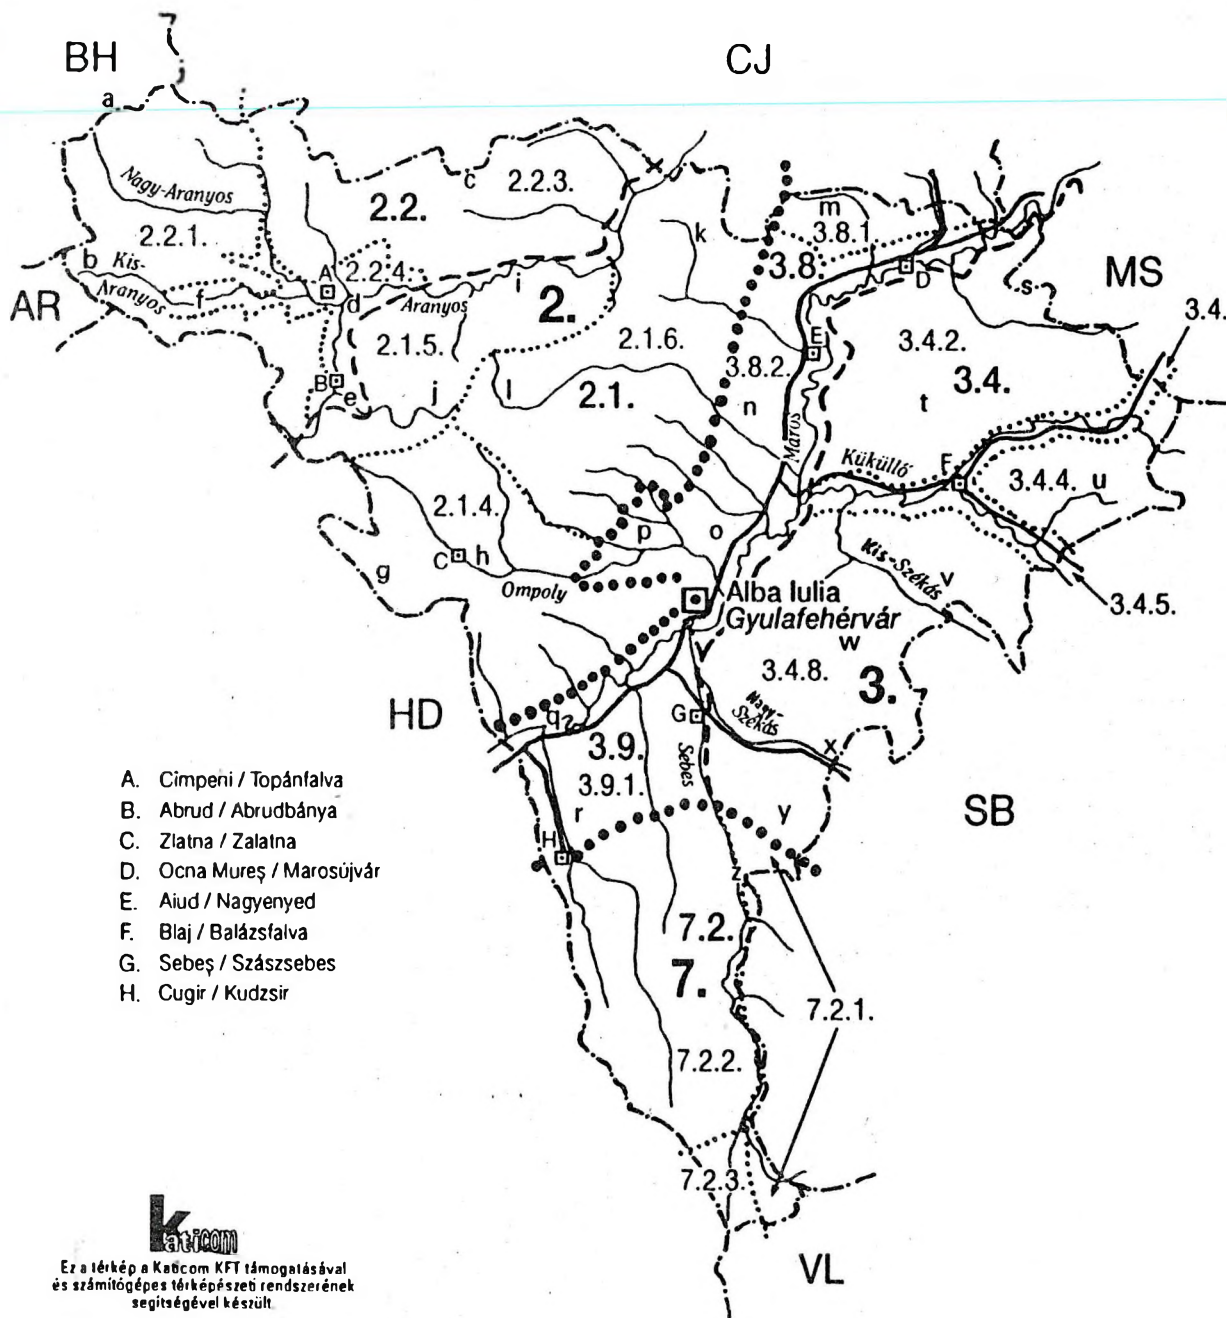 BH
CJ
a
Nagy-Aranyos
c
2.2.3.
2.2.
m
3.8.1
k
2.2.1.
b
Kis-
Aranyos
f
A
2.2.4.
d
Aranyos
i
2.
3.8.
D
s
MS
AR
3.4.
2.1.5.
2.1.6.
E
3.8.2.
3.4.2.
3.4.
B
e
j
l
2.1.
n
t
Maros
Küküllő
F
3.4.4.
u
2.1.4.
C
h
g
p
o
Ompoly
Kis-Székás
v
Alba Iulia
Gyulafehérvár
3.4.5.
w
3.4.8.
3.
HD
q
G
Nagy-
Székás
x
3.9.
3.9.1.
Sebes
r
y
SB
H
z
A. Cîmpeni / Topánfalva
B. Abrud / Abrudbánya
C. Zlatna / Zalatna
D. Ocna Mureş / Marosújvár
E. Aiud / Nagyenyed
F. Blaj / Balázsfalva
G. Sebeş / Szászsebes
H. Cugir / Kudzsir
7.2.
7.
7.2.1.
7.2.2.
7.2.3.
VL
Katicom
Ez a térkép a Katicom KFT támogatásával
és számítógépes térképészeti rendszerének
segítségével készült